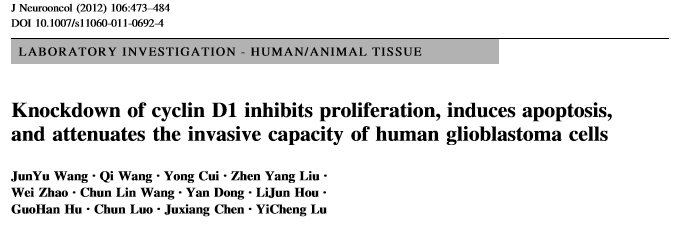 J Neurooncol (2012) 106:473–484
DOI 10.1007/s11060-011-0692-4
LABORATORY INVESTIGATION - HUMAN/ANIMAL TISSUE
Knockdown of cyclin D1 inhibits proliferation, induces apoptosis,
and attenuates the invasive capacity of human glioblastoma cells
JunYu Wang · Qi Wang · Yong Cui · Zhen Yang Liu ·
Wei Zhao · Chun Lin Wang · Yan Dong · LiJun Hou ·
GuoHan Hu · Chun Luo · Juxiang Chen · YiCheng Lu